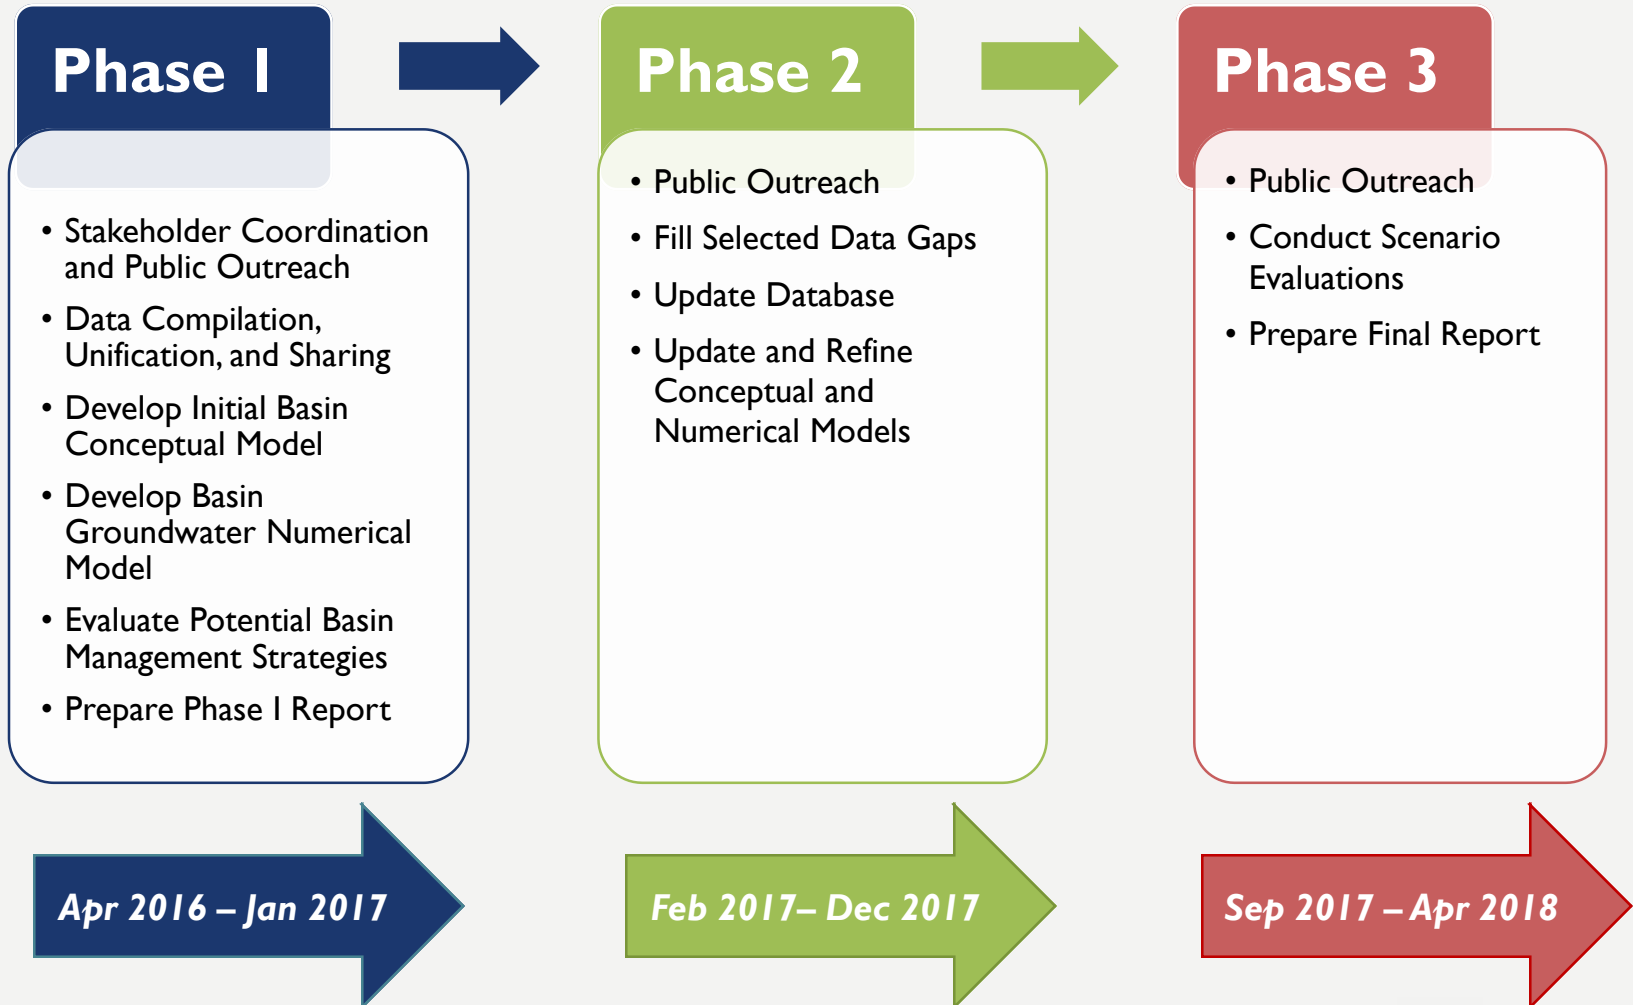 Phase 1
• Stakeholder Coordination
and Public Outreach
• Data Compilation,
Unification, and Sharing
• Develop Initial Basin
Conceptual Model
• Develop Basin
Groundwater Numerical
Model
• Evaluate Potential Basin
Management Strategies
• Prepare Phase 1 Report
Apr 2016 – Jan 2017
Phase 2
• Public Outreach
• Fill Selected Data Gaps
• Update Database
• Update and Refine
Conceptual and
Numerical Models
Feb 2017– Dec 2017
Phase 3
• Public Outreach
• Conduct Scenario
Evaluations
• Prepare Final Report
Sep 2017 – Apr 2018